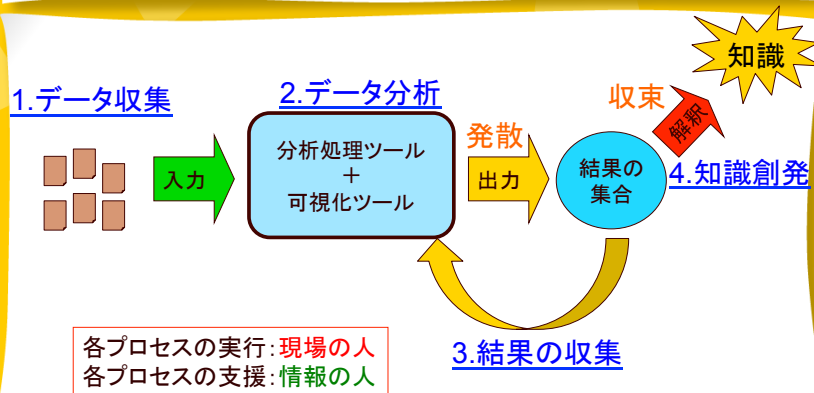 知識
1.データ収集
2.データ分析
収束
解釈
分析処理ツール
+
可視化ツール
発散
入力
出力
結果の
集合
4.知識創発
3.結果の収集
各プロセスの実行:現場の人
各プロセスの支援:情報の人